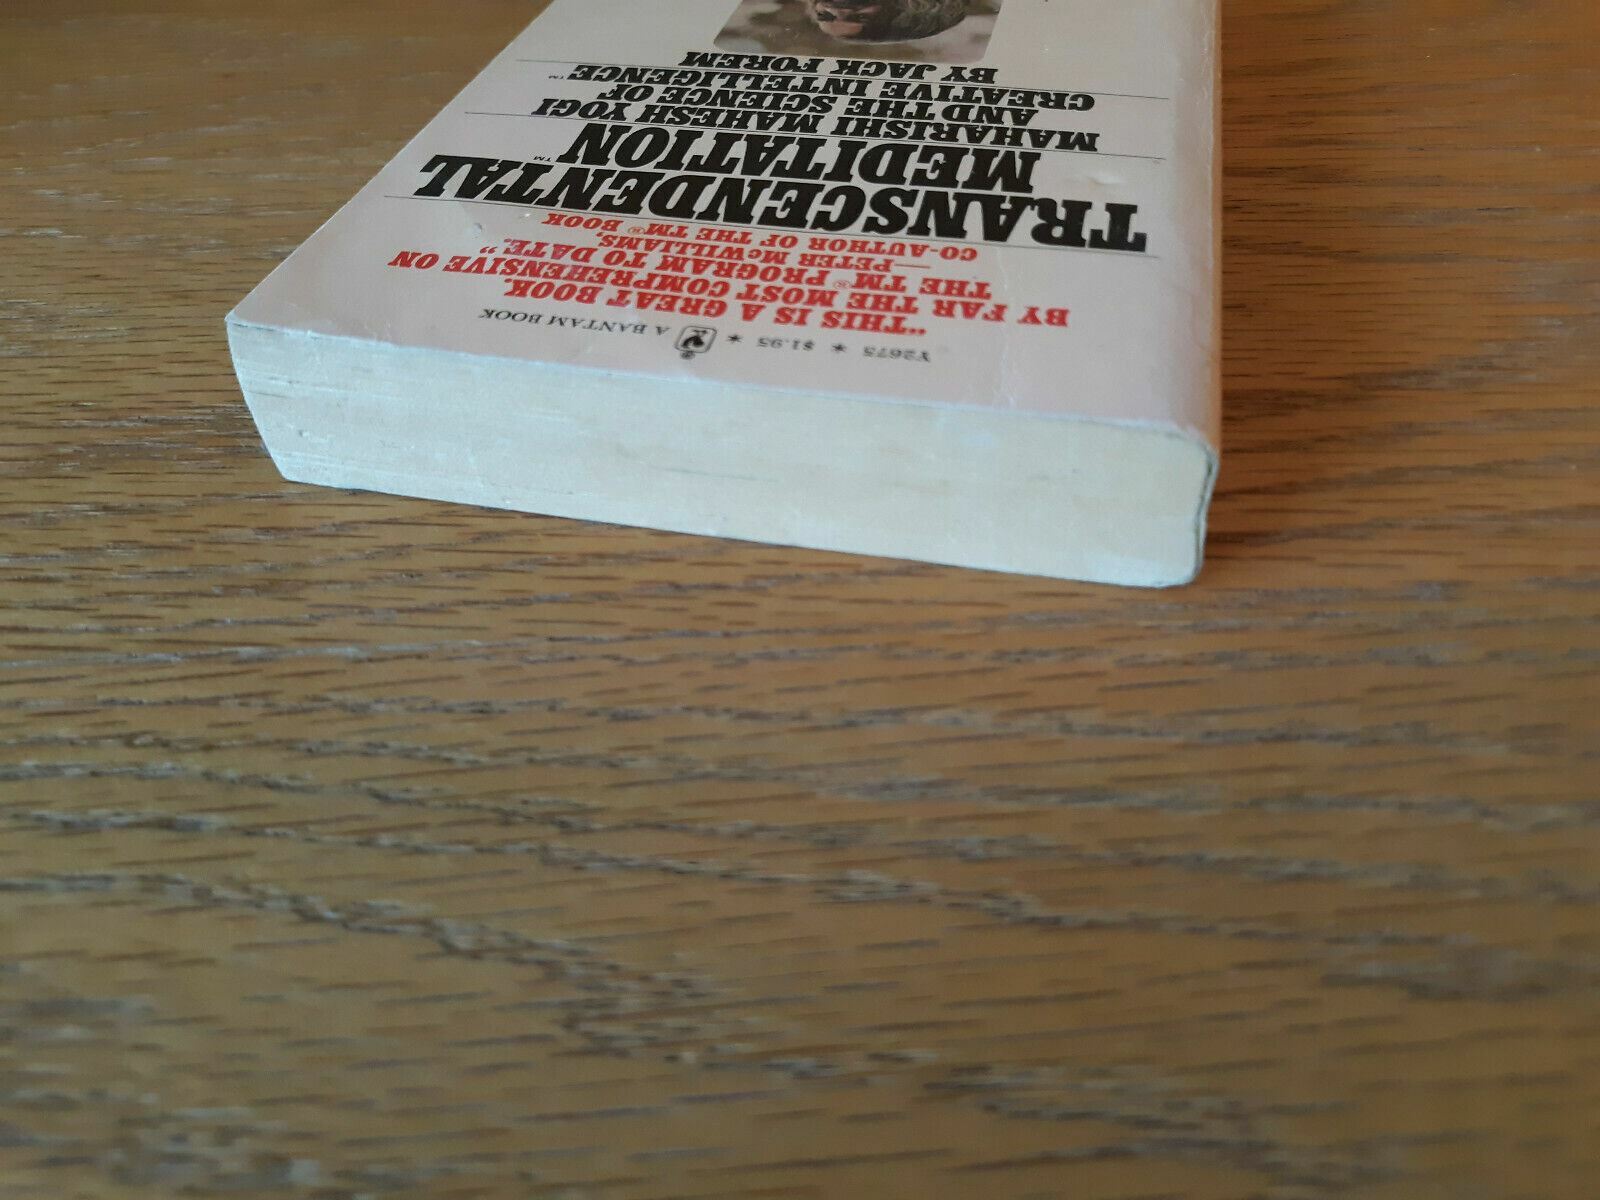 Y2675 ★ $1.95 ★ A BANTAM BOOK
"THIS IS A GREAT BOOK,
BY FAR THE MOST COMPREHENSIVE ON
THE TM® PROGRAM TO DATE."
—PETER McWILLIAMS,
CO-AUTHOR OF THE TM® BOOK
TRANSCENDENTAL
MEDITATION™
MAHARISHI MAHESH YOGI
AND THE SCIENCE OF
CREATIVE INTELLIGENCE™
BY JACK FOREM